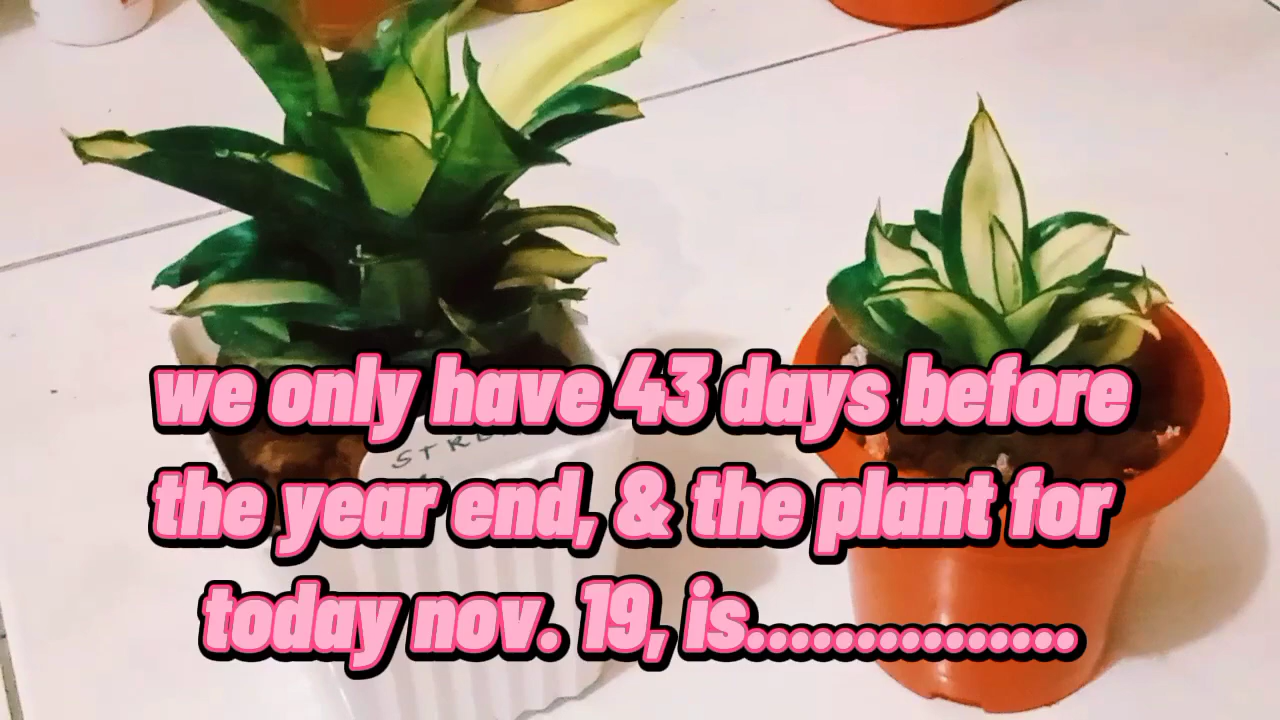 we only have 43 days before
the year end, & the plant for
today nov. 19, is...............